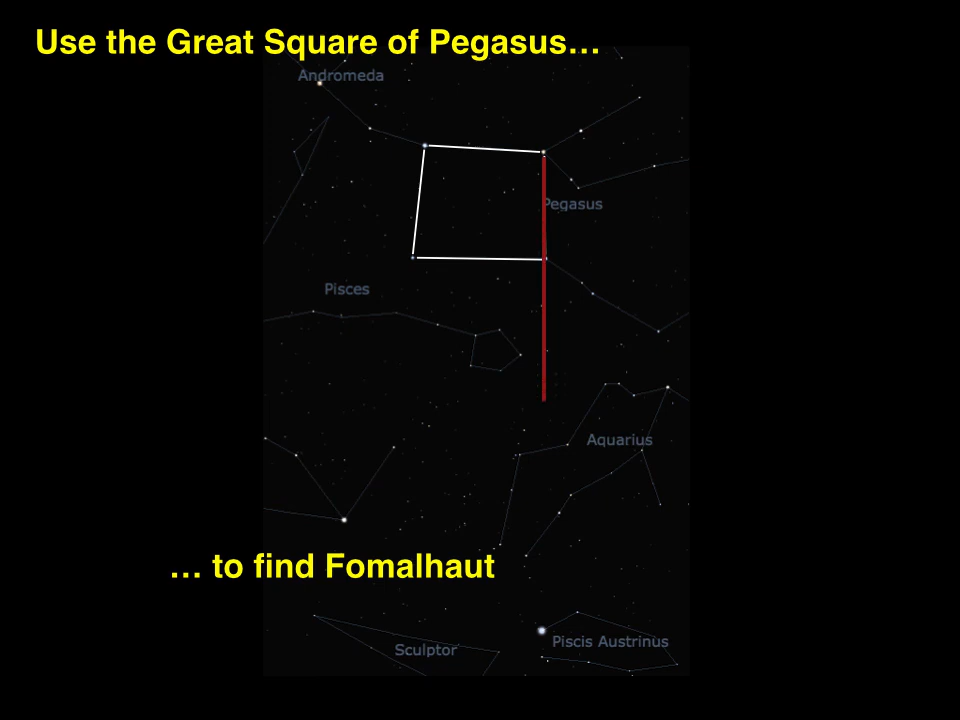 Use the Great Square of Pegasus…
Andromeda
Pegasus
Pisces
Aquarius
… to find Fomalhaut
Sculptor
Piscis Austrinus